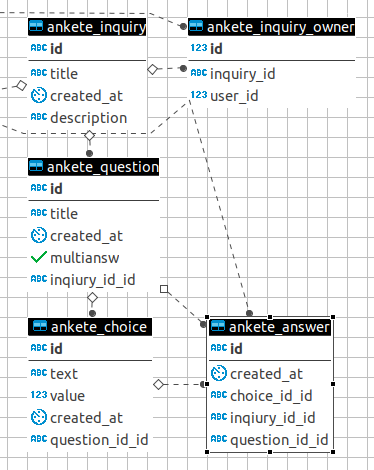 ankete_inquiry
ABC id
ABC title
created_at
ABC description
ankete_inquiry_owner
123 id
ABC inquiry_id
123 user_id
ankete_question
ABC id
ABC title
created_at
multiansw
ABC inqiury_id_id
ankete_choice
ABC id
ABC text
123 value
created_at
ABC question_id_id
ankete_answer
ABC id
created_at
ABC choice_id_id
ABC inqiury_id_id
ABC question_id_id